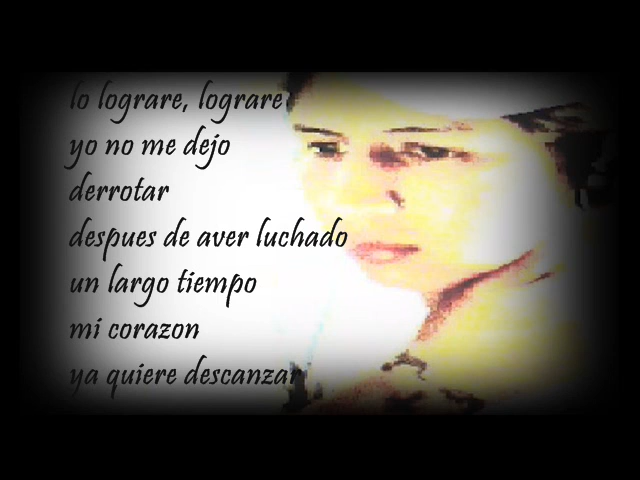 lo lograre, lograre
yo no me dejo
derrotar
despues de aver luchado
un largo tiempo
mi corazon
ya quiere descanzar